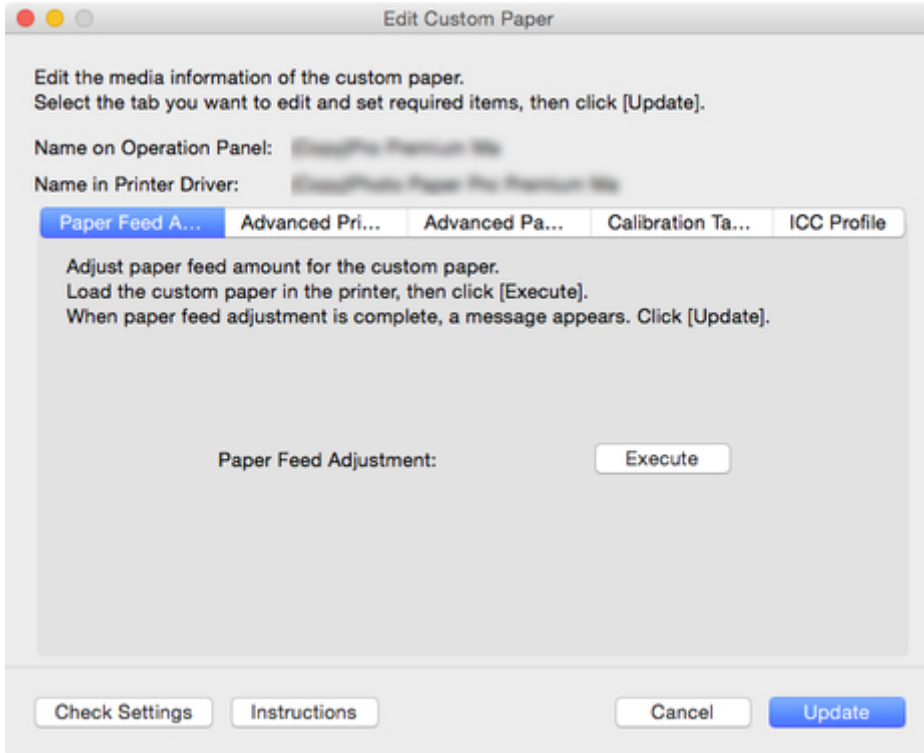 Edit Custom Paper
Edit the media information of the custom paper.
Select the tab you want to edit and set required items, then click [Update].
Name on Operation Panel:
Name in Printer Driver:
Paper Feed A... Advanced Pri... Advanced Pa... Calibration Ta... ICC Profile
Adjust paper feed amount for the custom paper.
Load the custom paper in the printer, then click [Execute].
When paper feed adjustment is complete, a message appears. Click [Update].
Paper Feed Adjustment: Execute
Check Settings Instructions Cancel Update